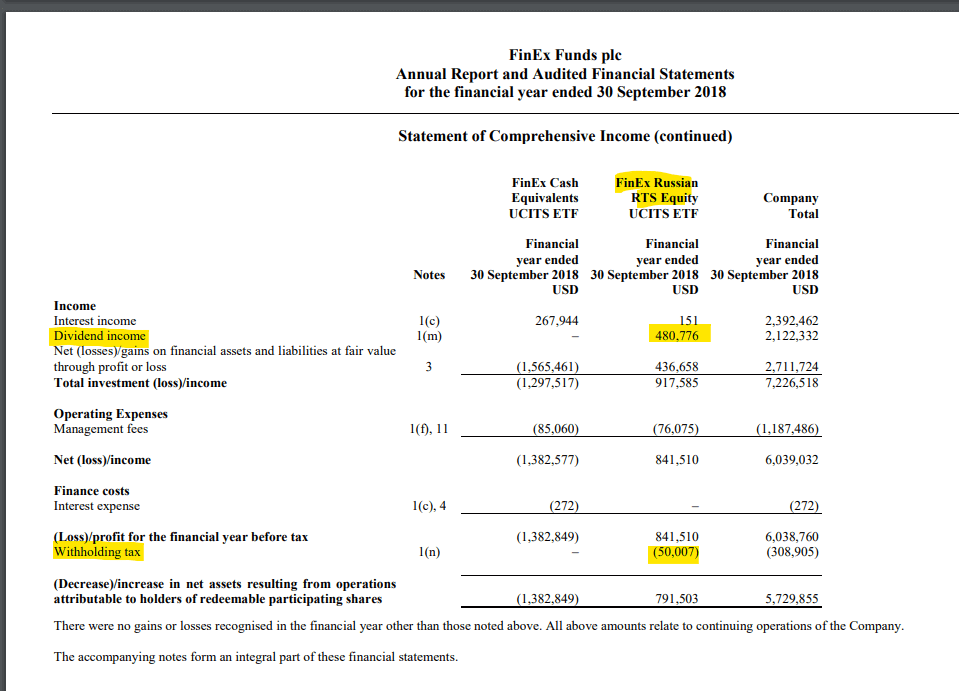 FinEx Funds plc
Annual Report and Audited Financial Statements
for the financial year ended 30 September 2018
Statement of Comprehensive Income (continued)
FinEx Cash FinEx Russian
Equivalents RTS Equity Company
UCITS ETF UCITS ETF Total
Financial Financial Financial
year ended year ended year ended
Notes 30 September 2018 30 September 2018 30 September 2018
USD USD USD
Income
Interest income 1(c) 267,944 151 2,392,462
Dividend income 1(m) – 480,776 2,122,332
Net (losses)/gains on financial assets and liabilities at fair value
through profit or loss 3 (1,565,461) 436,658 2,711,724
Total investment (loss)/income (1,297,517) 917,585 7,226,518
Operating Expenses
Management fees 1(f), 11 (85,060) (76,075) (1,187,486)
Net (loss)/income (1,382,577) 841,510 6,039,032
Finance costs
Interest expense 1(c), 4 (272) – (272)
(Loss)/profit for the financial year before tax (1,382,849) 841,510 6,038,760
Withholding tax 1(n) – (50,007) (308,905)
(Decrease)/increase in net assets resulting from operations
attributable to holders of redeemable participating shares (1,382,849) 791,503 5,729,855
There were no gains or losses recognised in the financial year other than those noted above. All above amounts relate to continuing operations of the Company.
The accompanying notes form an integral part of these financial statements.